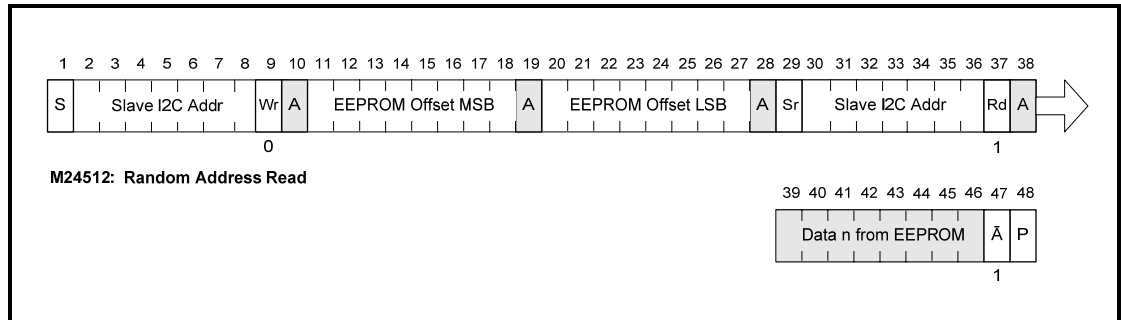 1 2 3 4 5 6 7 8 9 10 11 12 13 14 15 16 17 18 19 20 21 22 23 24 25 26 27 28 29 30 31 32 33 34 35 36 37 38
S Slave I2C Addr Wr A EEPROM Offset MSB A EEPROM Offset LSB A Sr Slave I2C Addr Rd A
0 1
M24512: Random Address Read
39 40 41 42 43 44 45 46 47 48
Data n from EEPROM Ā P
1